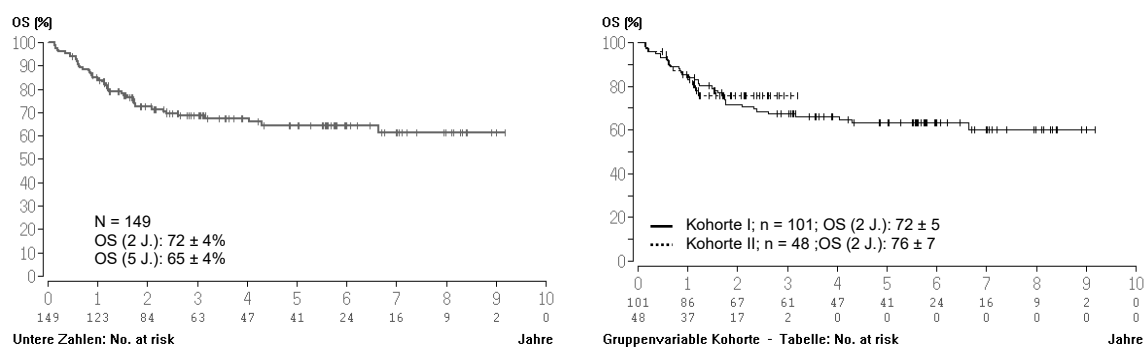 OS (%)
100
90
80
70
60
50
40
30
20
10
0
N = 149
OS (2 J.): 72 ± 4%
OS (5 J.): 65 ± 4%
0 1 2 3 4 5 6 7 8 9 10
149 123 84 63 47 41 24 16 9 2 0
Untere Zahlen: No. at risk Jahre
OS (%)
100
80
60
40
20
0
Kohorte I; n = 101; OS (2 J.): 72 ± 5
Kohorte II; n = 48 ;OS (2 J.): 76 ± 7
0 1 2 3 4 5 6 7 8 9 10
101 86 67 61 47 41 24 16 9 2 0
48 37 17 2 0 0 0 0 0 0 0
Gruppenvariable Kohorte - Tabelle: No. at risk Jahre